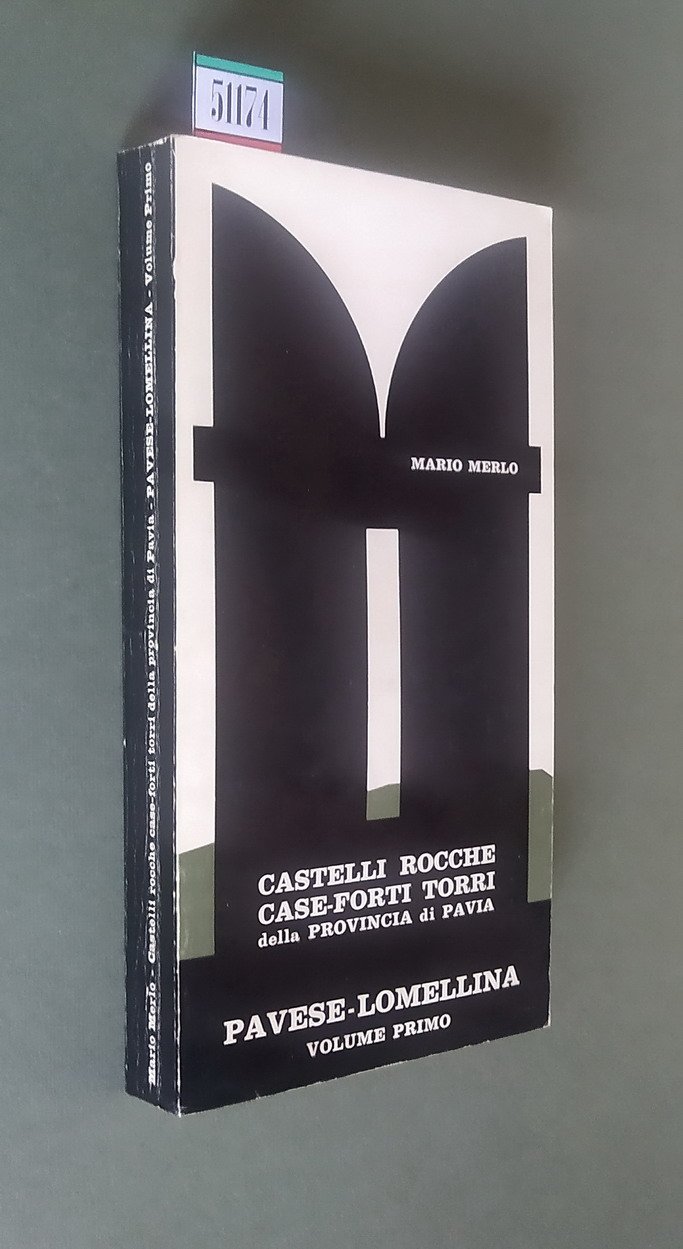 51174
MARIO MERLO
CASTELLI ROCCHE
CASE-FORTI TORRI
della PROVINCIA di PAVIA
PAVESE-LOMELLINA
VOLUME PRIMO
Mario Merlo - Castelli rocche case-forti torri della provincia di Pavia - PAVESE-LOMELLINA - Volume Primo